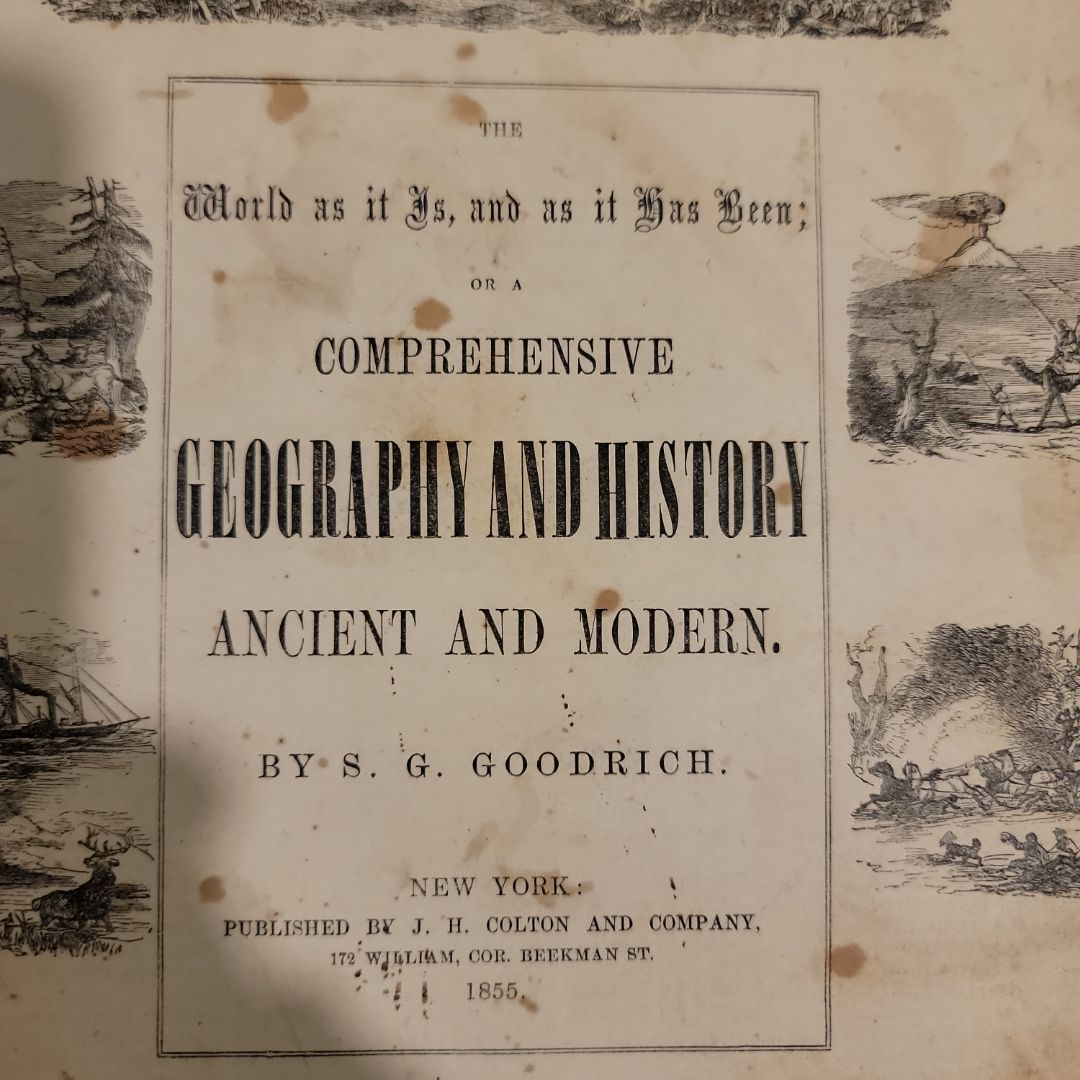 THE
World as it Is, and as it Has Been;
OR A
COMPREHENSIVE
GEOGRAPHY AND HISTORY
ANCIENT AND MODERN.
BY S. G. GOODRICH.
NEW YORK:
PUBLISHED BY J. H. COLTON AND COMPANY,
172 WILLIAM, COR. BEEKMAN ST.
1855.